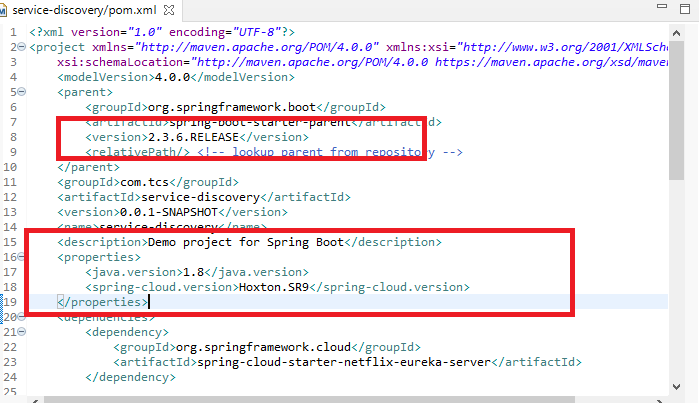 service-discovery/pom.xml
1 <?xml version="1.0" encoding="UTF-8"?>
2 <project xmlns="http://maven.apache.org/POM/4.0.0" xmlns:xsi="http://www.w3.org/2001/XMLSche
3 xsi:schemaLocation="http://maven.apache.org/POM/4.0.0 https://maven.apache.org/xsd/maven
4 <modelVersion>4.0.0</modelVersion>
5 <parent>
6 <groupId>org.springframework.boot</groupId>
7 <artifactId>spring-boot-starter-parent</artifactId>
8 <version>2.3.6.RELEASE</version>
9 <relativePath/> <!-- lookup parent from repository -->
10 </parent>
11 <groupId>com.tcs</groupId>
12 <artifactId>service-discovery</artifactId>
13 <version>0.0.1-SNAPSHOT</version>
14 <name>service-discovery</name>
15 <description>Demo project for Spring Boot</description>
16 <properties>
17 <java.version>1.8</java.version>
18 <spring-cloud.version>Hoxton.SR9</spring-cloud.version>
19 </properties>
20 <dependencies>
21 <dependency>
22 <groupId>org.springframework.cloud</groupId>
23 <artifactId>spring-cloud-starter-netflix-eureka-server</artifactId>
24 </dependency>
25